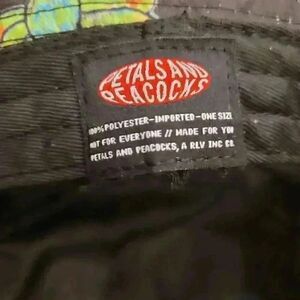 PETALS AND
PEACOCKS
100% POLYESTER-IMPORTED-ONE SIZE
NOT FOR EVERYONE // MADE FOR YOU
PETALS AND PEACOCKS, A RLV INC CO.